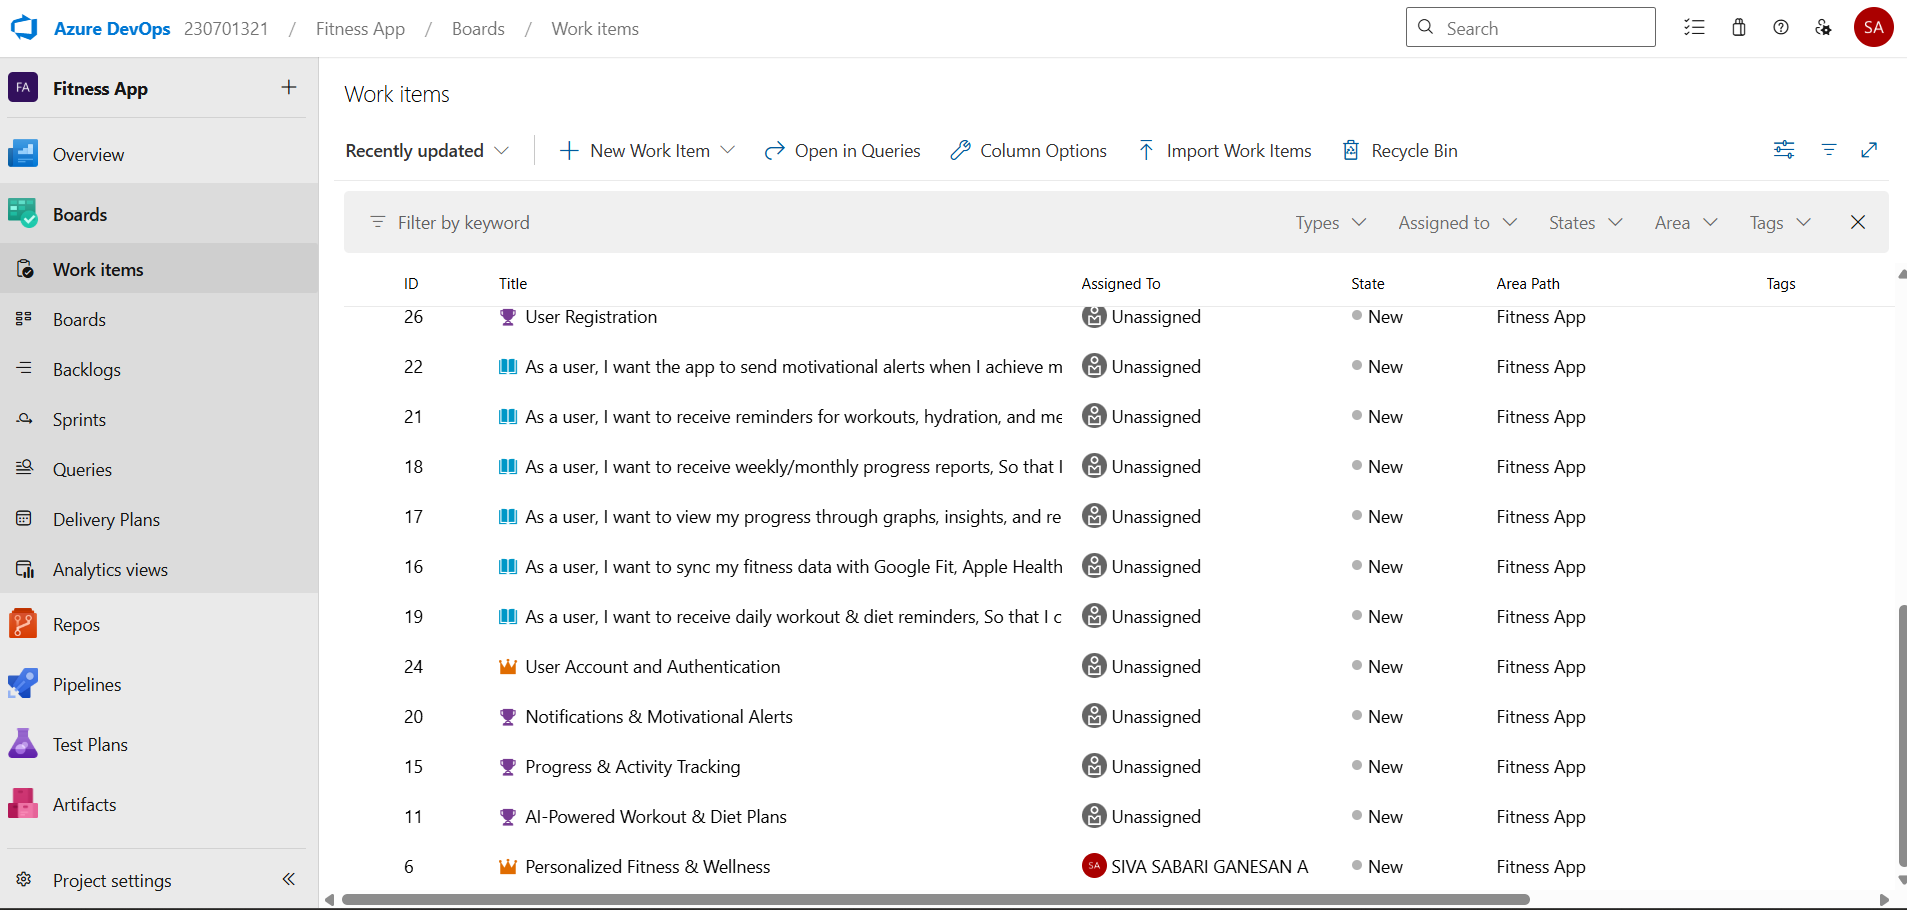 Azure DevOps 230701321 / Fitness App / Boards / Work items
Search
SA
FA Fitness App
Overview
Boards
Work items
Boards
Backlogs
Sprints
Queries
Delivery Plans
Analytics views
Repos
Pipelines
Test Plans
Artifacts
Project settings
Work items
Recently updated New Work Item Open in Queries Column Options Import Work Items Recycle Bin
Filter by keyword Types Assigned to States Area Tags
ID Title Assigned To State Area Path Tags
26 User Registration Unassigned New Fitness App
22 As a user, I want the app to send motivational alerts when I achieve m Unassigned New Fitness App
21 As a user, I want to receive reminders for workouts, hydration, and me Unassigned New Fitness App
18 As a user, I want to receive weekly/monthly progress reports, So that I Unassigned New Fitness App
17 As a user, I want to view my progress through graphs, insights, and re Unassigned New Fitness App
16 As a user, I want to sync my fitness data with Google Fit, Apple Health Unassigned New Fitness App
19 As a user, I want to receive daily workout & diet reminders, So that I c Unassigned New Fitness App
24 User Account and Authentication Unassigned New Fitness App
20 Notifications & Motivational Alerts Unassigned New Fitness App
15 Progress & Activity Tracking Unassigned New Fitness App
11 AI-Powered Workout & Diet Plans Unassigned New Fitness App
6 Personalized Fitness & Wellness SA SIVA SABARI GANESAN A New Fitness App